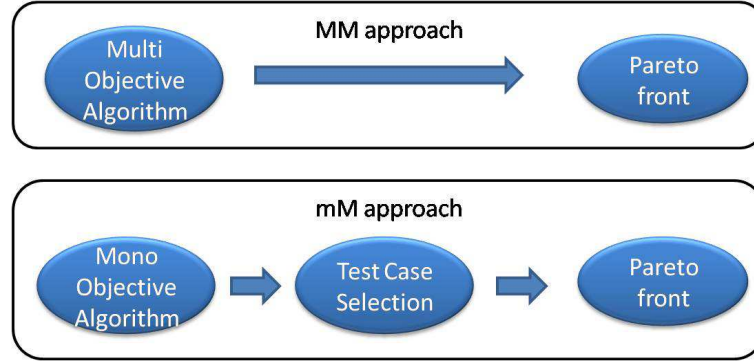 MM approach
Multi
Objective
Algorithm
Pareto
front
mM approach
Mono
Objective
Algorithm
Test Case
Selection
Pareto
front